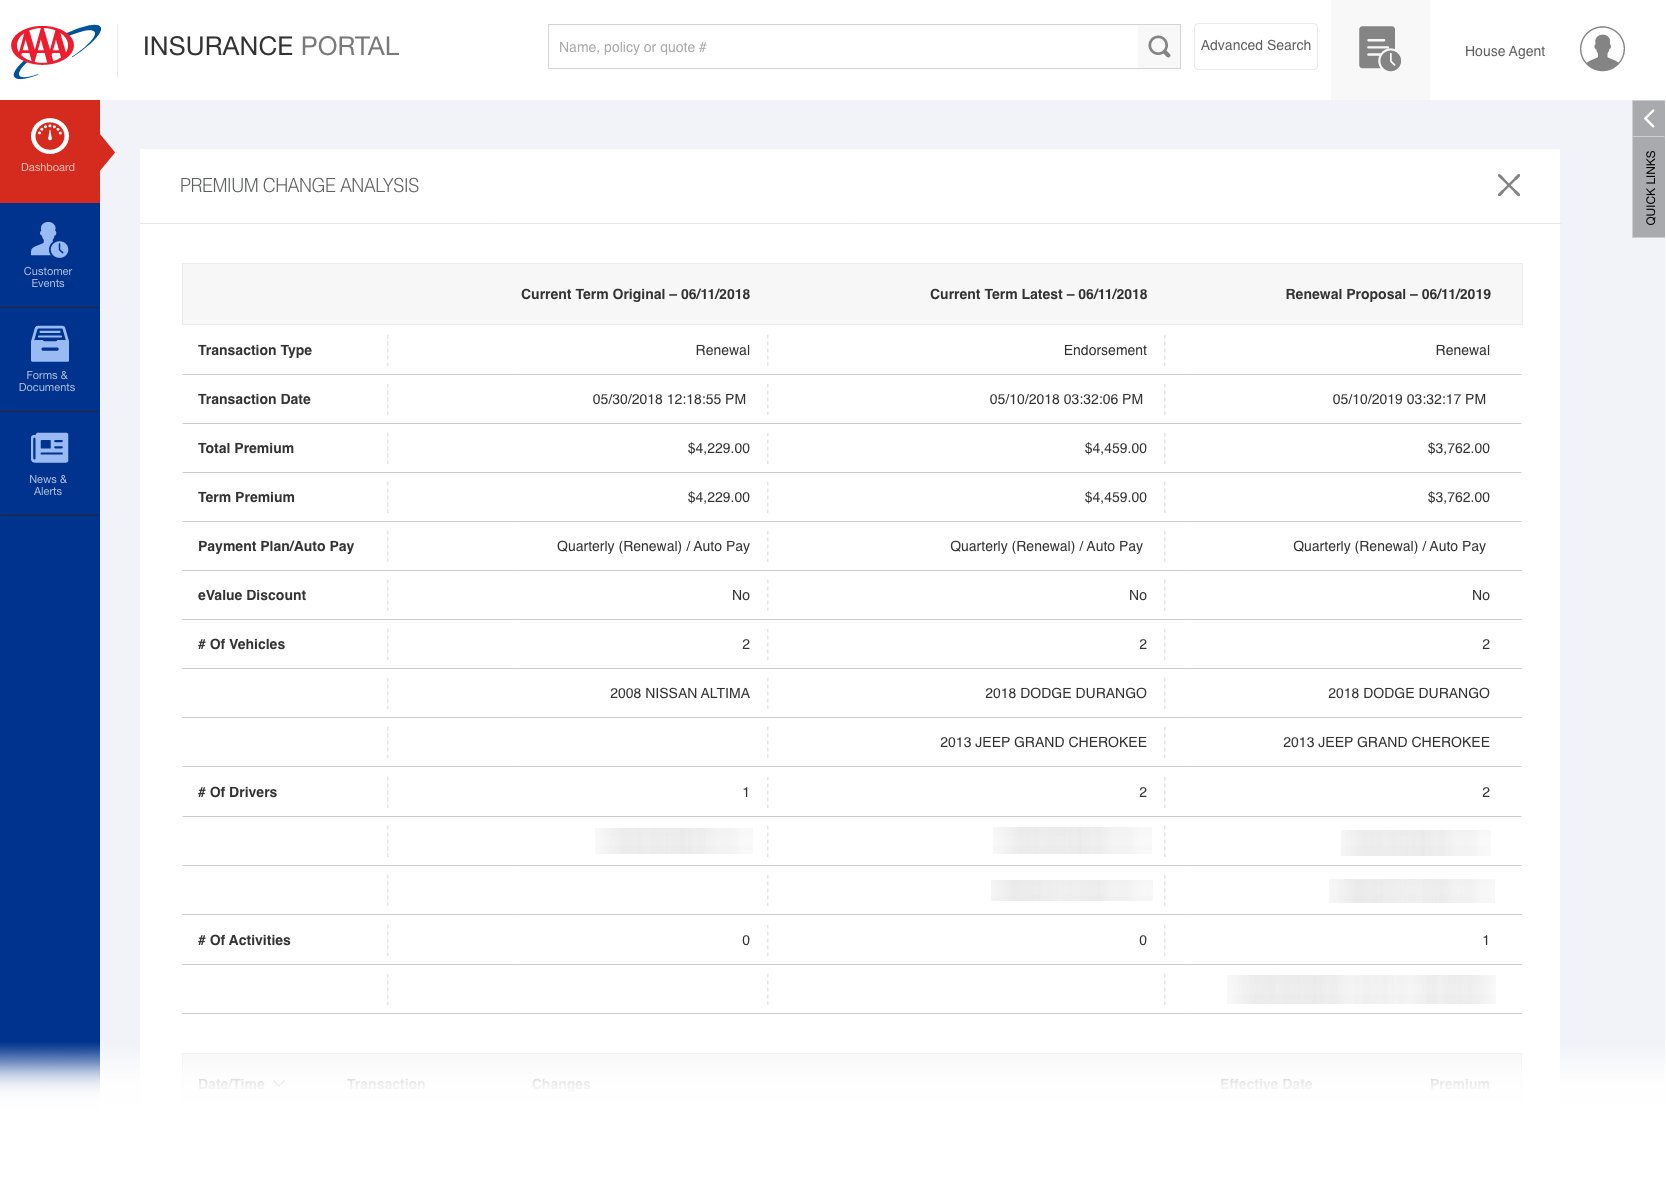 AAA
INSURANCE PORTAL
Name, policy or quote #
Advanced Search
House Agent
Dashboard
Customer
Events
Forms &
Documents
News &
Alerts
QUICK LINKS
PREMIUM CHANGE ANALYSIS
Current Term Original – 06/11/2018 Current Term Latest – 06/11/2018 Renewal Proposal – 06/11/2019
Transaction Type Renewal Endorsement Renewal
Transaction Date 05/30/2018 12:18:55 PM 05/10/2018 03:32:06 PM 05/10/2019 03:32:17 PM
Total Premium $4,229.00 $4,459.00 $3,762.00
Term Premium $4,229.00 $4,459.00 $3,762.00
Payment Plan/Auto Pay Quarterly (Renewal) / Auto Pay Quarterly (Renewal) / Auto Pay Quarterly (Renewal) / Auto Pay
eValue Discount No No No
# Of Vehicles 2 2 2
2008 NISSAN ALTIMA 2018 DODGE DURANGO 2018 DODGE DURANGO
2013 JEEP GRAND CHEROKEE 2013 JEEP GRAND CHEROKEE
# Of Drivers 1 2 2
# Of Activities 0 0 1
Date/Time Transaction Changes Effective Date Premium